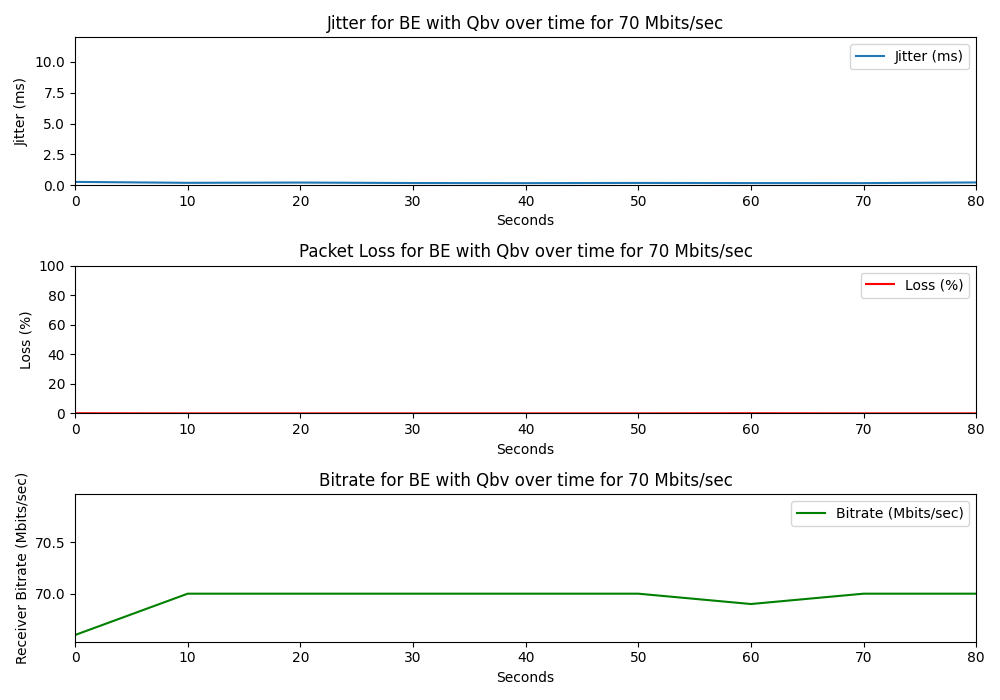 Jitter for BE with Qbv over time for 70 Mbits/sec
Jitter (ms)
10.0
7.5
5.0
2.5
0.0
Jitter (ms)
0 10 20 30 40 50 60 70 80
Seconds
Packet Loss for BE with Qbv over time for 70 Mbits/sec
Loss (%)
100
80
60
40
20
0
Loss (%)
0 10 20 30 40 50 60 70 80
Seconds
Bitrate for BE with Qbv over time for 70 Mbits/sec
Receiver Bitrate (Mbits/sec)
70.5
70.0
Bitrate (Mbits/sec)
0 10 20 30 40 50 60 70 80
Seconds